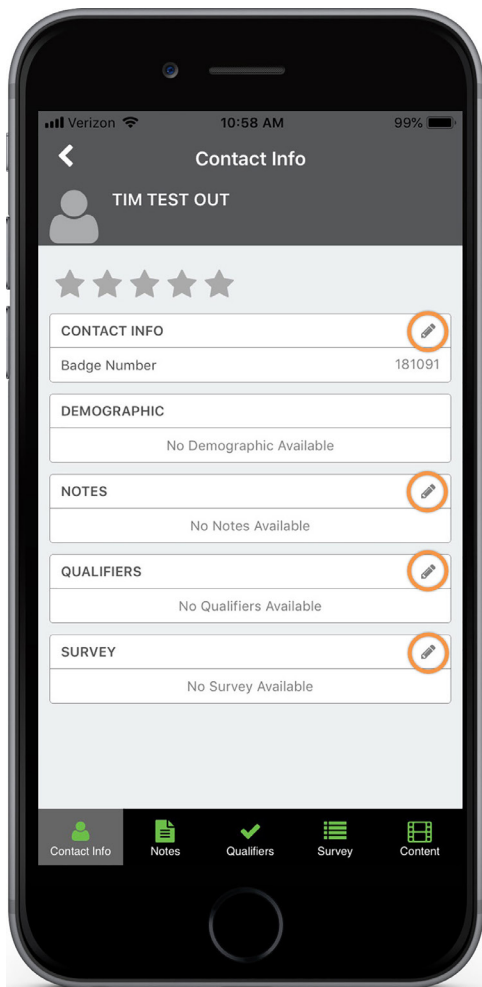 Verizon 10:58 AM 99%
Contact Info
TIM TEST OUT
CONTACT INFO
Badge Number 181091
DEMOGRAPHIC
No Demographic Available
NOTES
No Notes Available
QUALIFIERS
No Qualifiers Available
SURVEY
No Survey Available
Contact Info Notes Qualifiers Survey Content